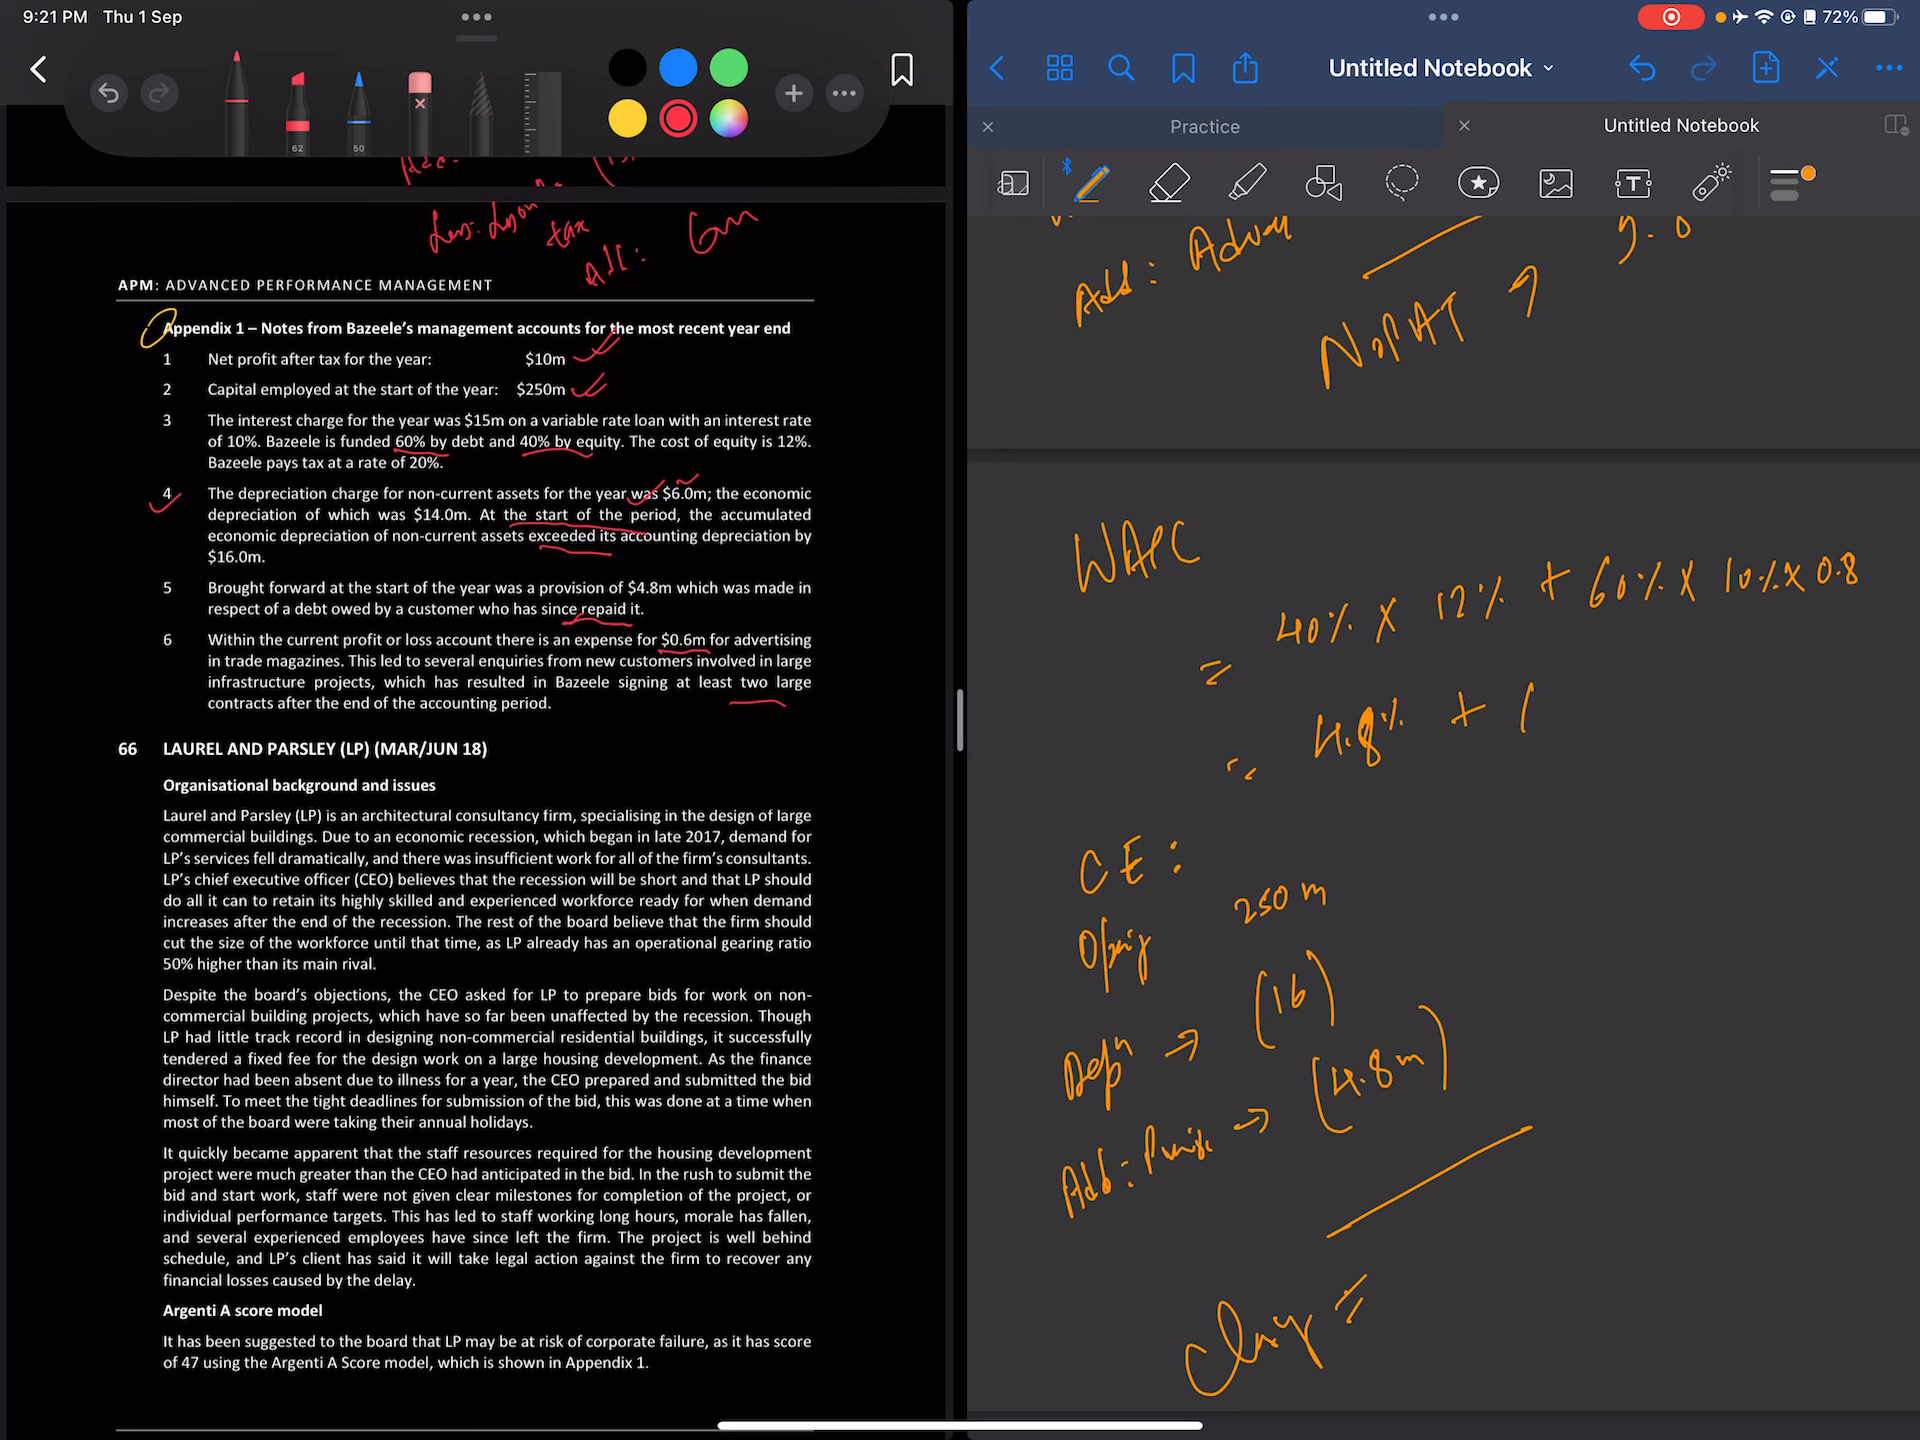 9:21 PM Thu 1 Sep
72%
Untitled Notebook
Practice
Untitled Notebook
62
50
T
Less:
tax
Add:
6m
APM: ADVANCED PERFORMANCE MANAGEMENT
Appendix 1 – Notes from Bazeele's management accounts for the most recent year end
1 Net profit after tax for the year: $10m
2 Capital employed at the start of the year: $250m
3 The interest charge for the year was $15m on a variable rate loan with an interest rate
of 10%. Bazeele is funded 60% by debt and 40% by equity. The cost of equity is 12%.
Bazeele pays tax at a rate of 20%.
4 The depreciation charge for non-current assets for the year was $6.0m; the economic
depreciation of which was $14.0m. At the start of the period, the accumulated
economic depreciation of non-current assets exceeded its accounting depreciation by
$16.0m.
5 Brought forward at the start of the year was a provision of $4.8m which was made in
respect of a debt owed by a customer who has since repaid it.
6 Within the current profit or loss account there is an expense for $0.6m for advertising
in trade magazines. This led to several enquiries from new customers involved in large
infrastructure projects, which has resulted in Bazeele signing at least two large
contracts after the end of the accounting period.
66 LAUREL AND PARSLEY (LP) (MAR/JUN 18)
Organisational background and issues
Laurel and Parsley (LP) is an architectural consultancy firm, specialising in the design of large
commercial buildings. Due to an economic recession, which began in late 2017, demand for
LP's services fell dramatically, and there was insufficient work for all of the firm's consultants.
LP's chief executive officer (CEO) believes that the recession will be short and that LP should
do all it can to retain its highly skilled and experienced workforce ready for when demand
increases after the end of the recession. The rest of the board believe that the firm should
cut the size of the workforce until that time, as LP already has an operational gearing ratio
50% higher than its main rival.
Despite the board's objections, the CEO asked for LP to prepare bids for work on non-
commercial building projects, which have so far been unaffected by the recession. Though
LP had little track record in designing non-commercial residential buildings, it successfully
tendered a fixed fee for the design work on a large housing development. As the finance
director had been absent due to illness for a year, the CEO prepared and submitted the bid
himself. To meet the tight deadlines for submission of the bid, this was done at a time when
most of the board were taking their annual holidays.
It quickly became apparent that the staff resources required for the housing development
project were much greater than the CEO had anticipated in the bid. In the rush to submit the
bid and start work, staff were not given clear milestones for completion of the project, or
individual performance targets. This has led to staff working long hours, morale has fallen,
and several experienced employees have since left the firm. The project is well behind
schedule, and LP's client has said it will take legal action against the firm to recover any
financial losses caused by the delay.
Argenti A score model
It has been suggested to the board that LP may be at risk of corporate failure, as it has score
of 47 using the Argenti A Score model, which is shown in Appendix 1.
Add:
NOPAT
WACC
= 40% X 12% + 60% X 10% X 0.8
= 4.8% + (
CE:
250 m
(16)
Depn →
Add: → (4.8m)
=